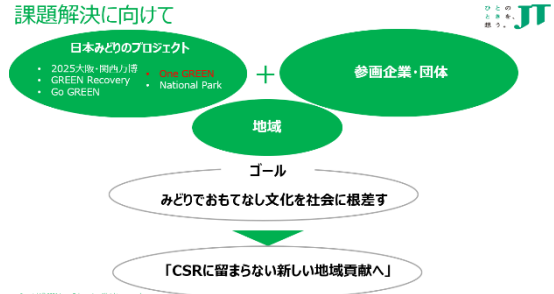 課題解決に向けて
ひとの
ときを、
想う。
JT
日本みどりのプロジェクト
• 2025大阪・関西万博
• GREEN Recovery
• Go GREEN
• One GREEN
• National Park
+
参画企業・団体
地域
ゴール
みどりでおもてなし文化を社会に根差す
「CSRに留まらない新しい地域貢献へ」